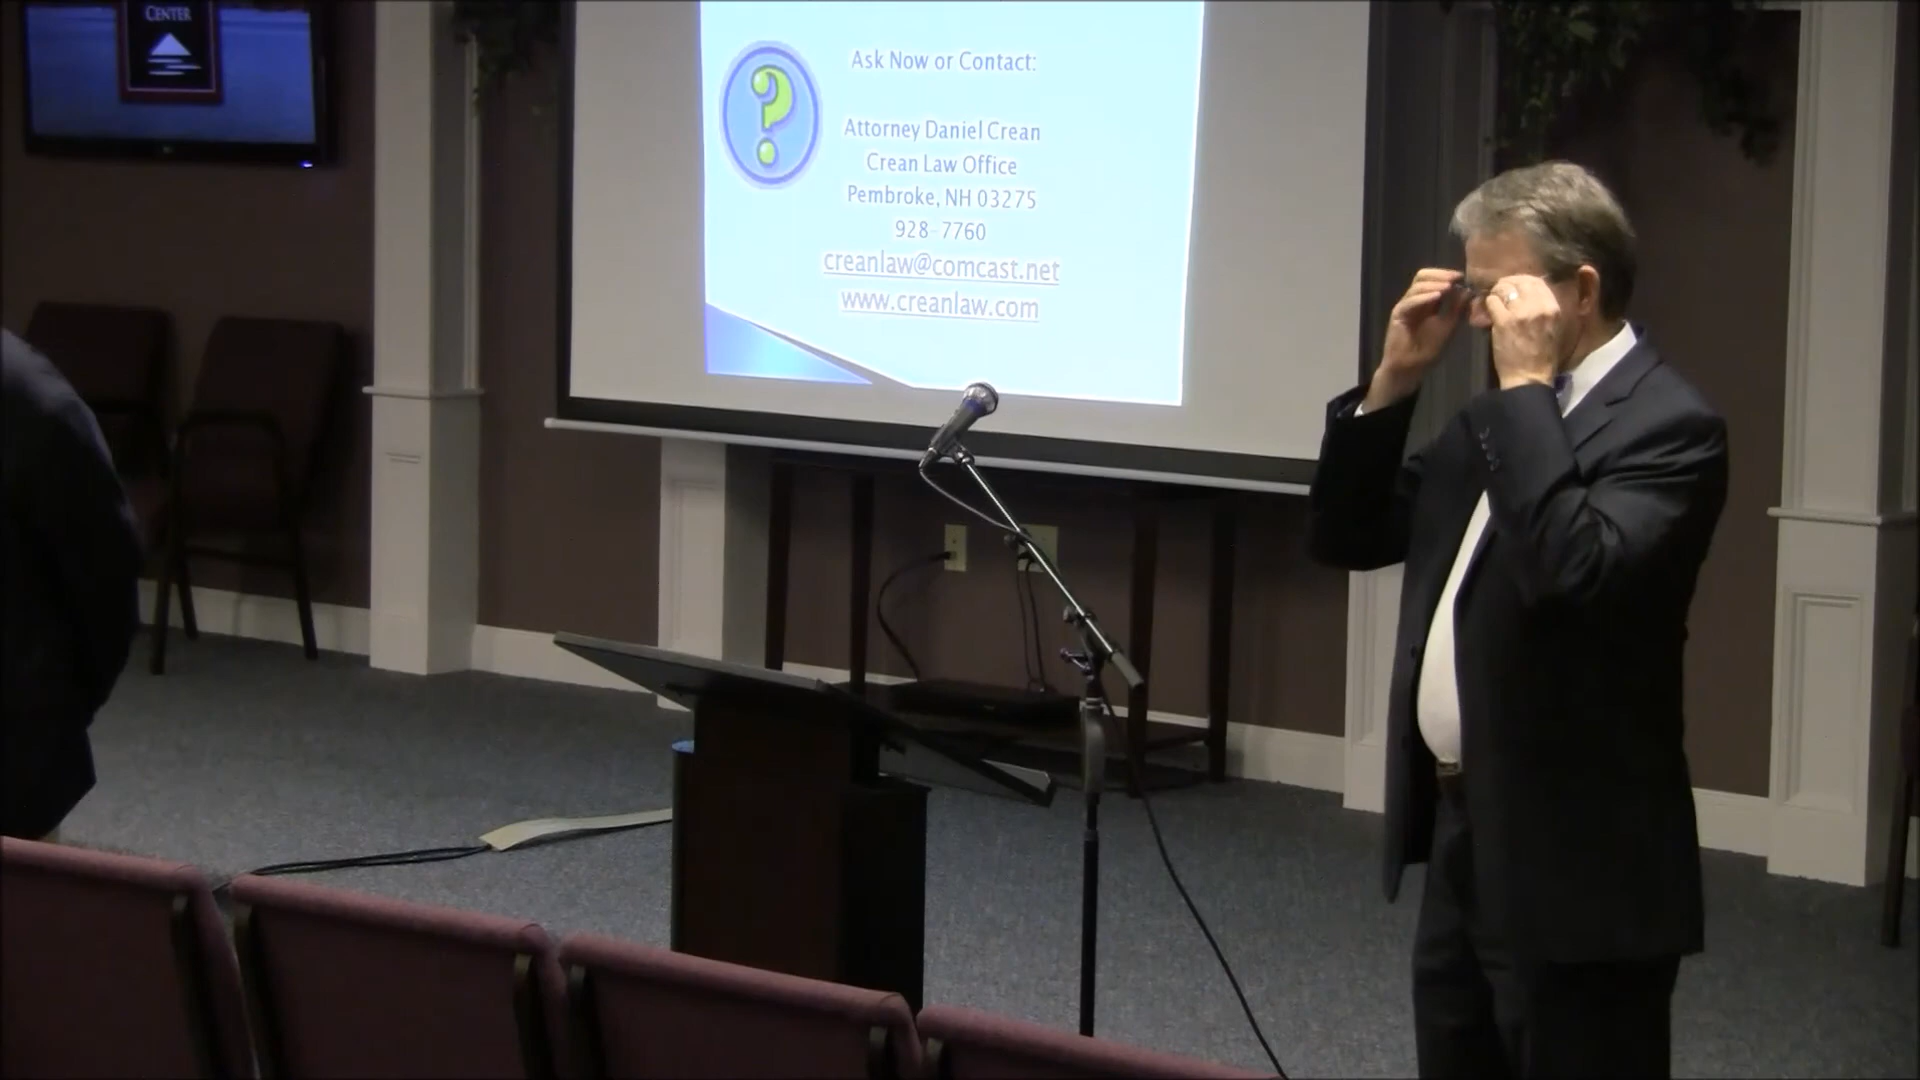 CENTER
Ask Now or Contact:
Attorney Daniel Crean
Crean Law Office
Pembroke, NH 03275
928-7760
creanlaw@comcast.net
www.creanlaw.com